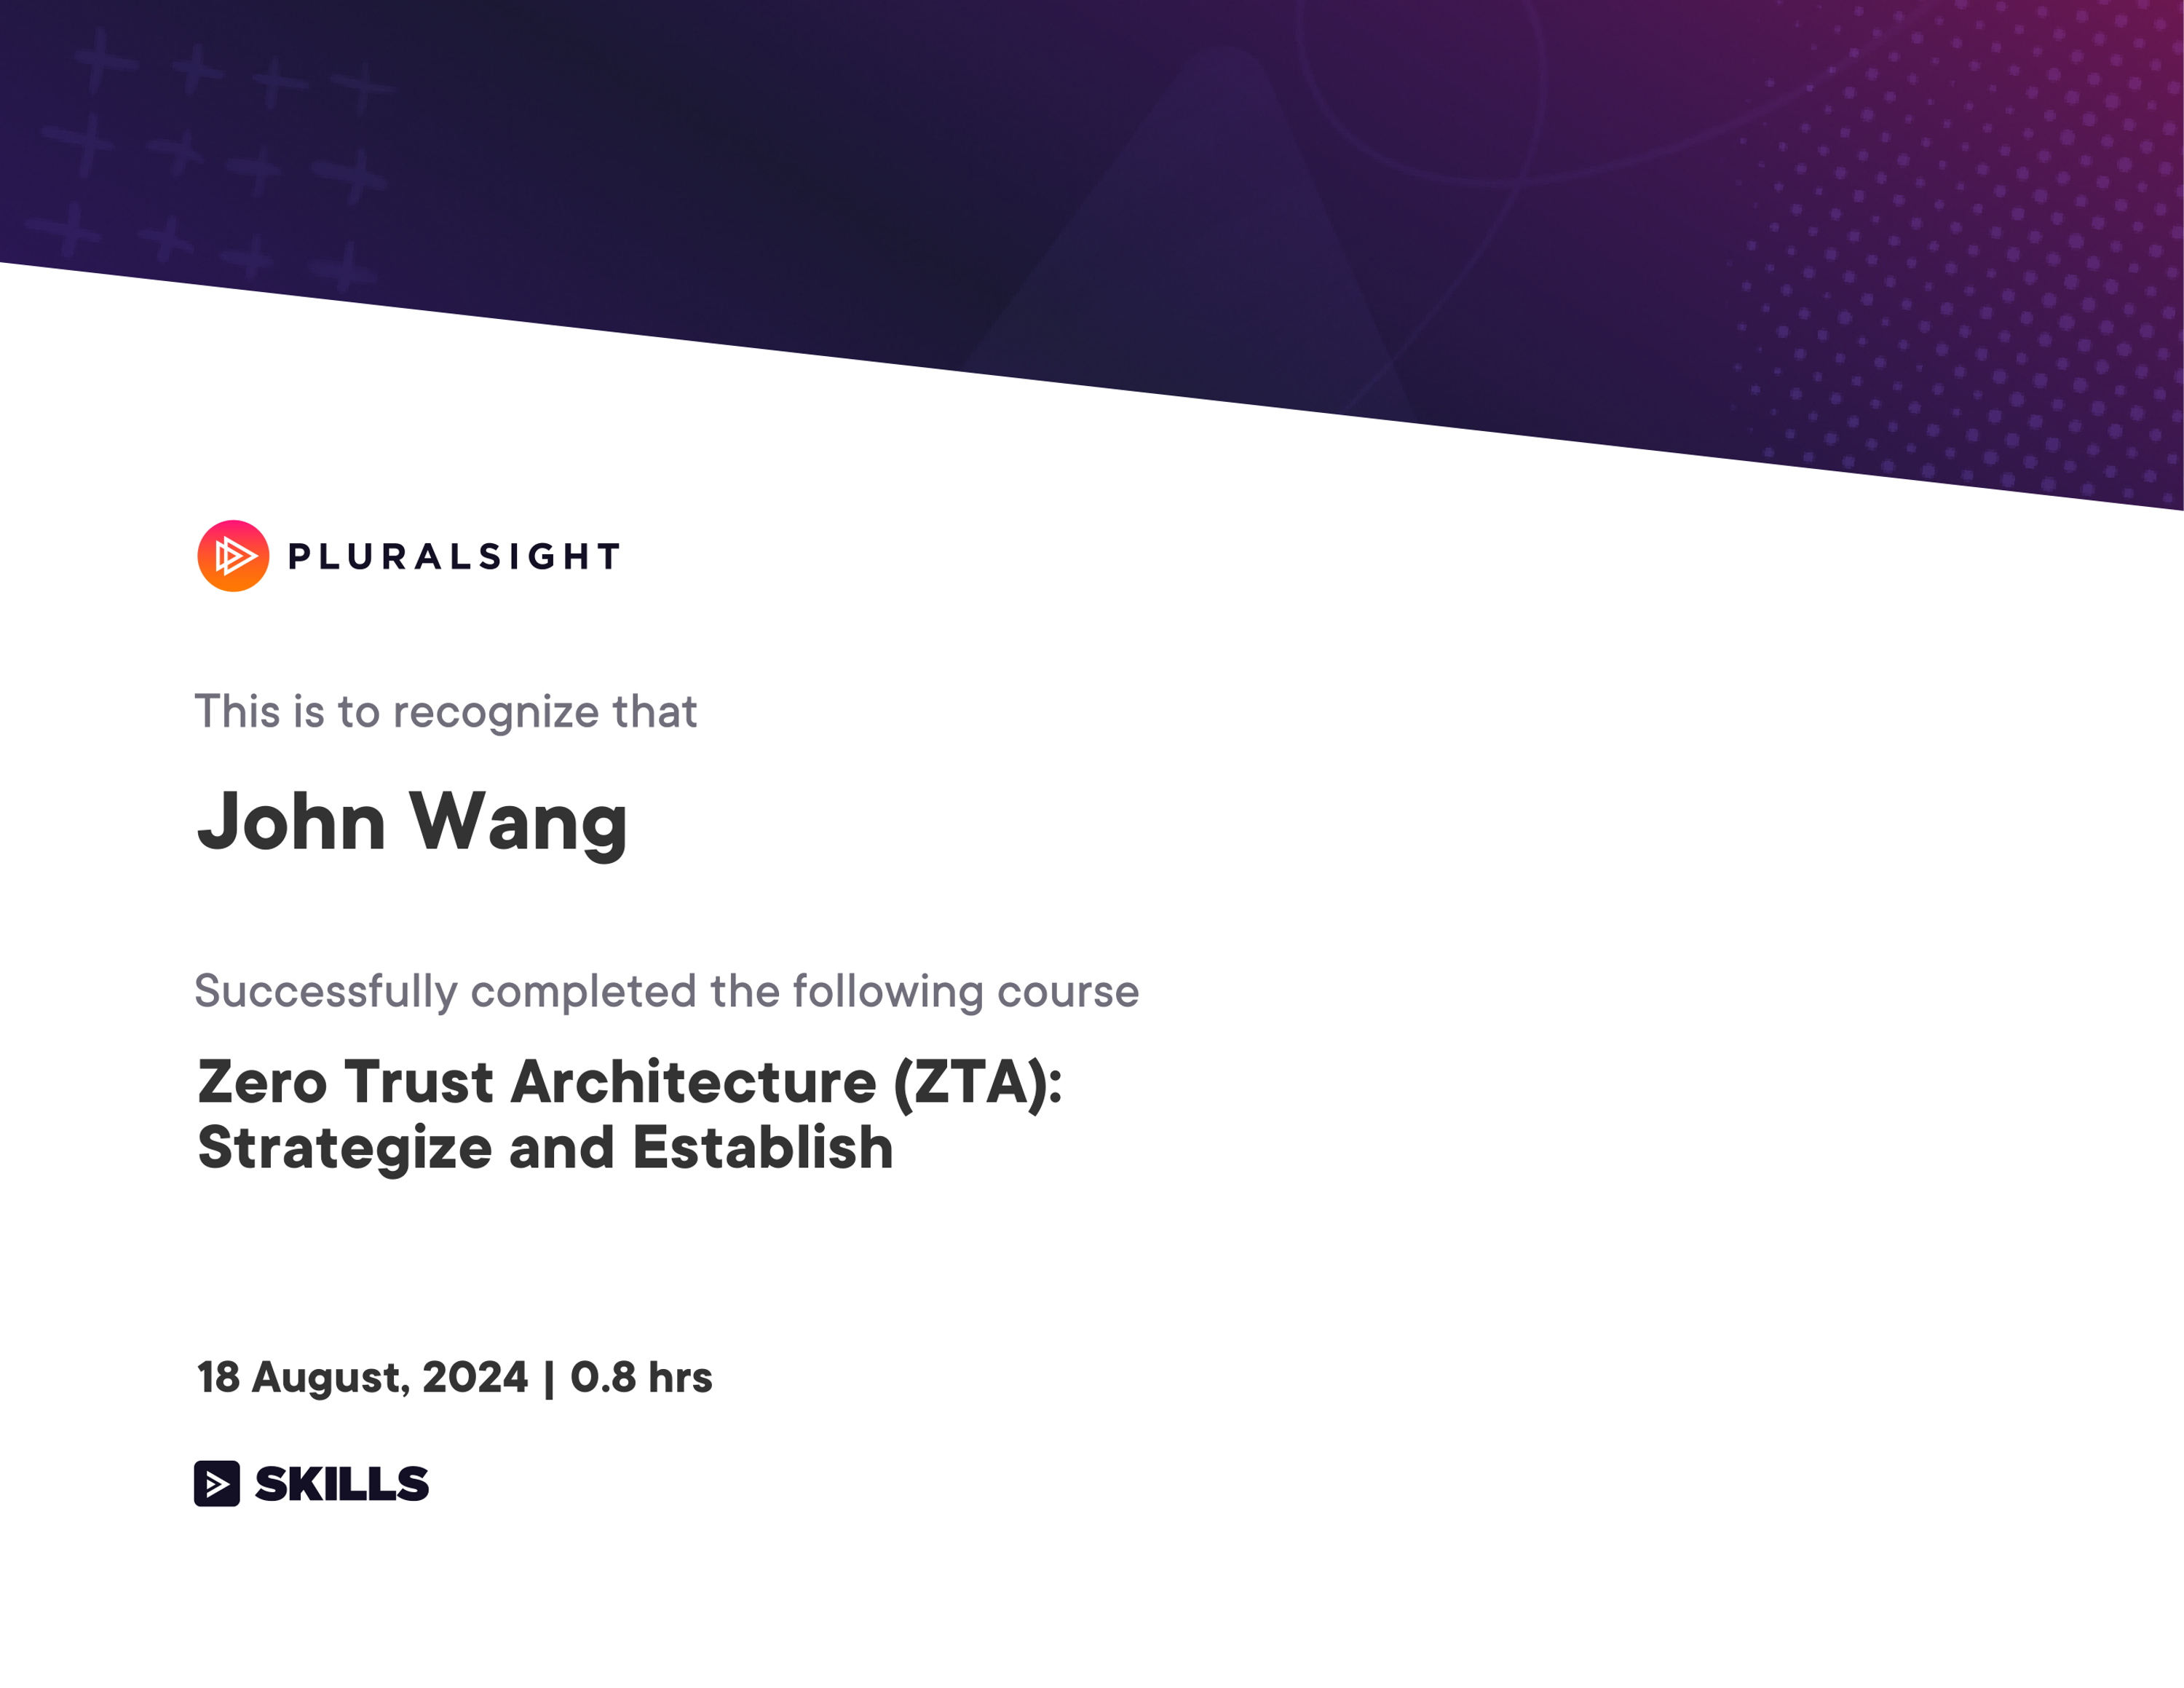 PLURALSIGHT
This is to recognize that
John Wang
Successfully completed the following course
Zero Trust Architecture (ZTA):
Strategize and Establish
18 August, 2024 | 0.8 hrs
SKILLS